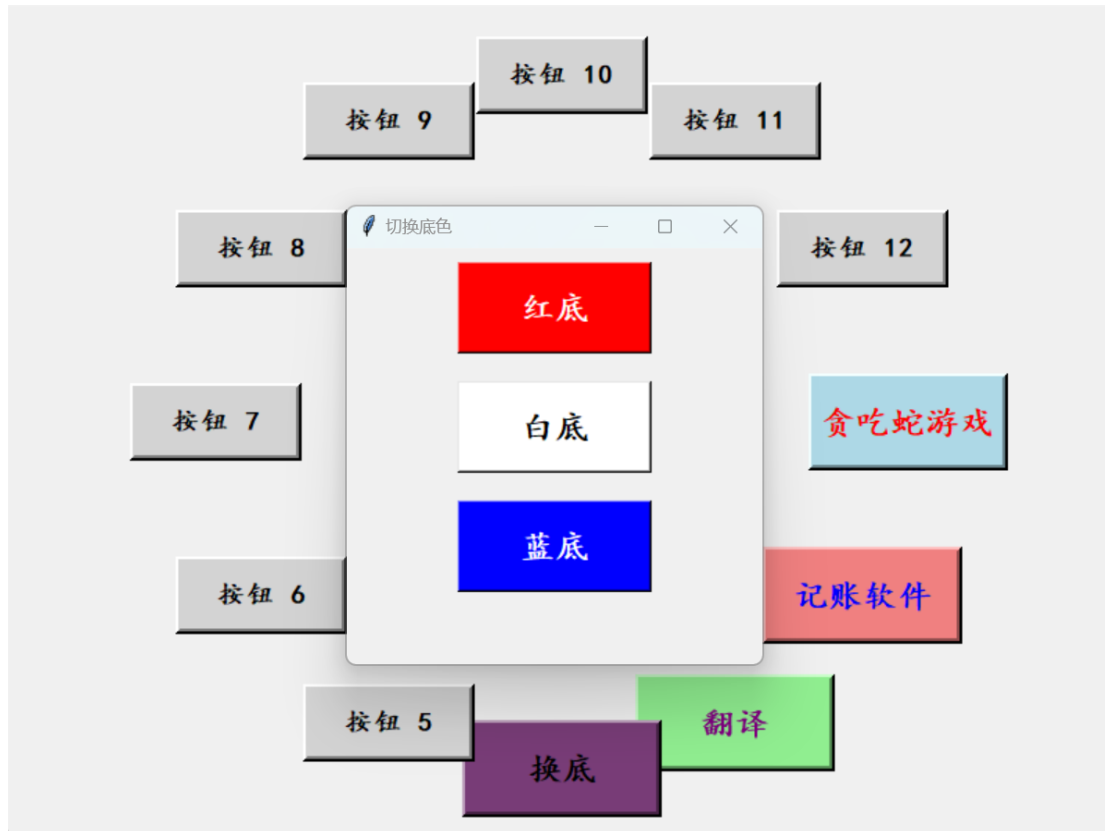 按钮 10
按钮 9
按钮 11
切换底色
按钮 8
按钮 12
红底
按钮 7
白底
贪吃蛇游戏
蓝底
按钮 6
记账软件
按钮 5
翻译
换底